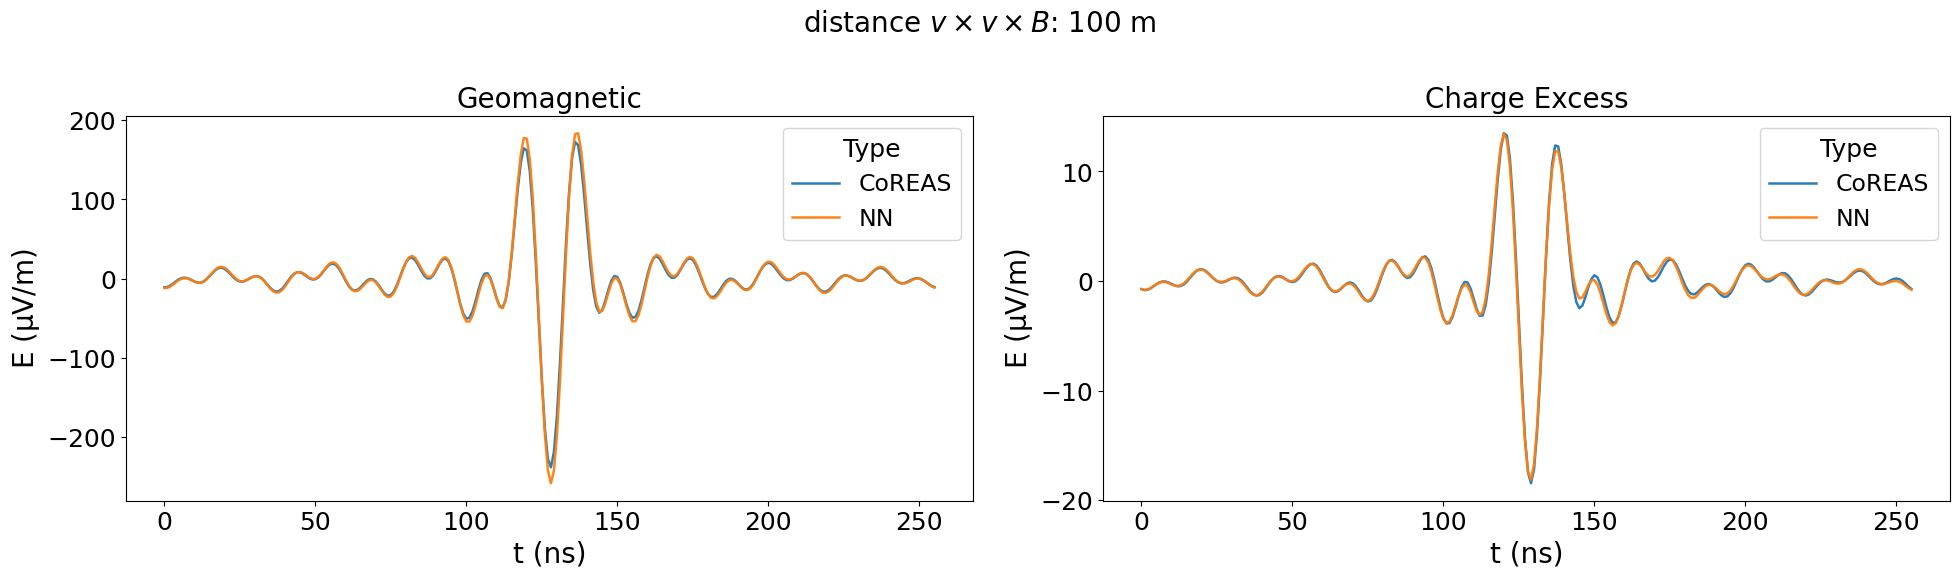 distance v × v × B: 100 m
Geomagnetic
200
100
0
−100
−200
E (µV/m)
0 50 100 150 200 250
t (ns)
Type
CoREAS
NN
Charge Excess
10
0
−10
−20
E (µV/m)
0 50 100 150 200 250
t (ns)
Type
CoREAS
NN